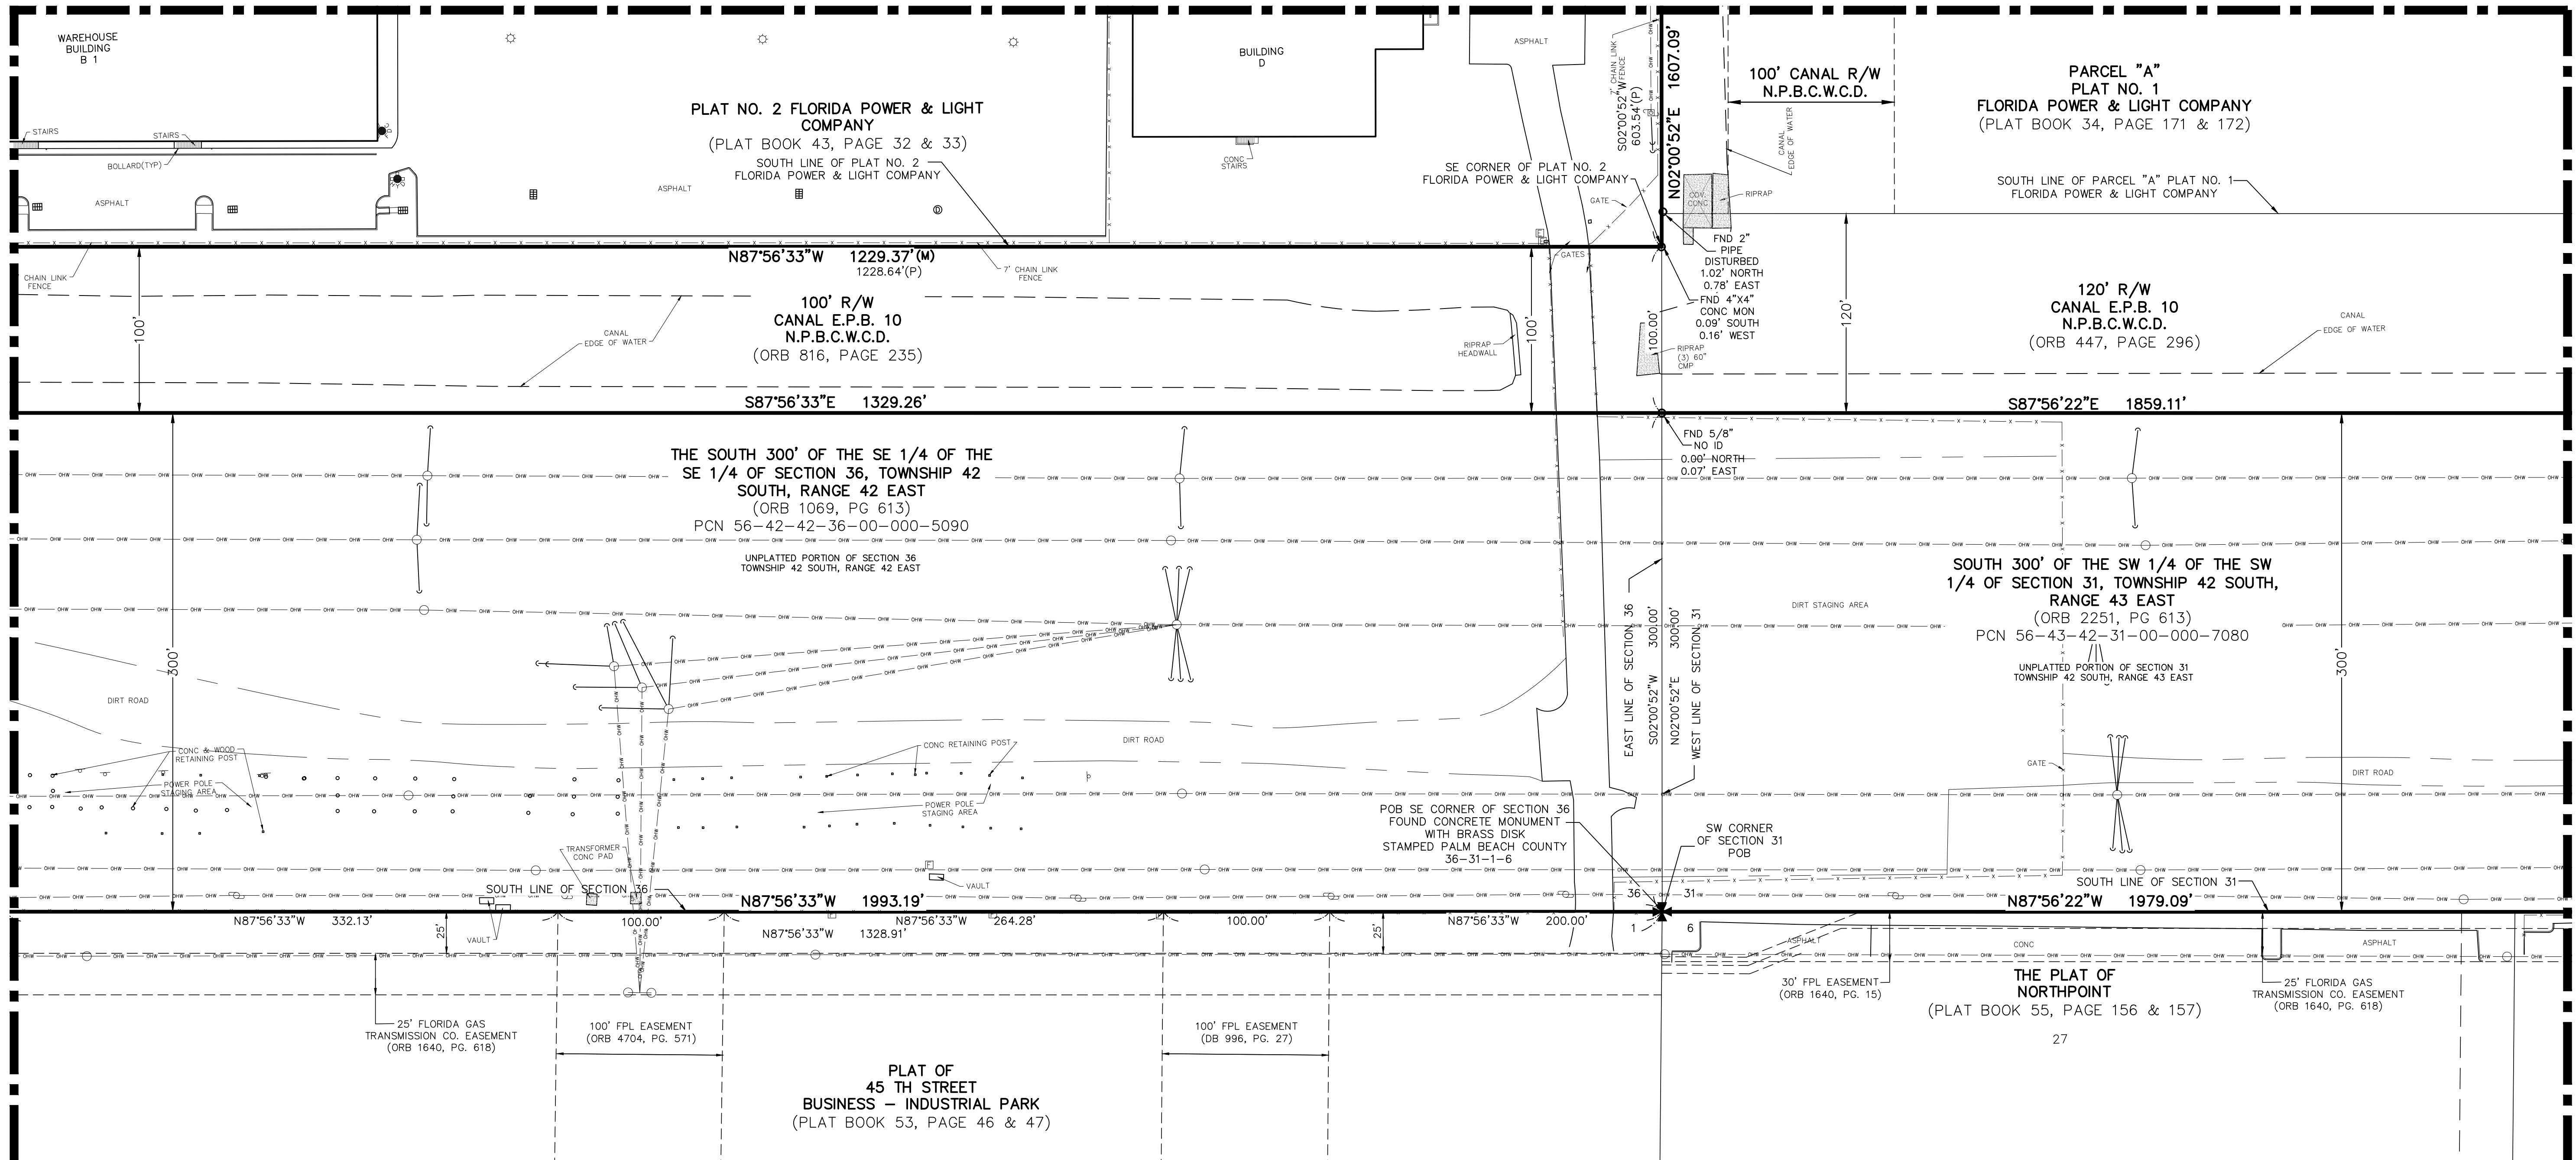 WAREHOUSE
BUILDING
B 1
STAIRS
STAIRS
BOLLARD(TYP)
ASPHALT
ASPHALT
PLAT NO. 2 FLORIDA POWER & LIGHT
COMPANY
(PLAT BOOK 43, PAGE 32 & 33)
SOUTH LINE OF PLAT NO. 2
FLORIDA POWER & LIGHT COMPANY
BUILDING
D
CONC
STAIRS
ASPHALT
7' CHAIN LINK
FENCE
S02°00'52"W
603.54'(P)
N02°00'52"E 1607.09'
SE CORNER OF PLAT NO. 2
FLORIDA POWER & LIGHT COMPANY
GATE
GATES
COV.
CONC
RIPRAP
100' CANAL R/W
N.P.B.C.W.C.D.
CANAL
EDGE OF WATER
PARCEL "A"
PLAT NO. 1
FLORIDA POWER & LIGHT COMPANY
(PLAT BOOK 34, PAGE 171 & 172)
SOUTH LINE OF PARCEL "A" PLAT NO. 1
FLORIDA POWER & LIGHT COMPANY
FND 2"
PIPE
DISTURBED
1.02' NORTH
0.78' EAST
FND 4"X4"
CONC MON
0.09' SOUTH
0.16' WEST
CHAIN LINK
FENCE
N87°56'33"W 1229.37'(M)
1228.64'(P)
7' CHAIN LINK
FENCE
100'
100' R/W
CANAL E.P.B. 10
N.P.B.C.W.C.D.
(ORB 816, PAGE 235)
CANAL
EDGE OF WATER
RIPRAP
HEADWALL
100'
100.00'
RIPRAP
(3) 60"
CMP
120'
120' R/W
CANAL E.P.B. 10
N.P.B.C.W.C.D.
(ORB 447, PAGE 296)
CANAL
EDGE OF WATER
S87°56'33"E 1329.26'
S87°56'22"E 1859.11'
FND 5/8"
NO ID
0.00' NORTH
0.07' EAST
THE SOUTH 300' OF THE SE 1/4 OF THE
SE 1/4 OF SECTION 36, TOWNSHIP 42
SOUTH, RANGE 42 EAST
(ORB 1069, PG 613)
PCN 56-42-42-36-00-000-5090
UNPLATTED PORTION OF SECTION 36
TOWNSHIP 42 SOUTH, RANGE 42 EAST
SOUTH 300' OF THE SW 1/4 OF THE SW
1/4 OF SECTION 31, TOWNSHIP 42 SOUTH,
RANGE 43 EAST
(ORB 2251, PG 613)
PCN 56-43-42-31-00-000-7080
UNPLATTED PORTION OF SECTION 31
TOWNSHIP 42 SOUTH, RANGE 43 EAST
DIRT STAGING AREA
EAST LINE OF SECTION 36
S02°00'52"W 300.00'
N02°00'52"E 300.00'
WEST LINE OF SECTION 31
300'
300'
DIRT ROAD
DIRT ROAD
DIRT ROAD
GATE
CONC & WOOD
RETAINING POST
POWER POLE
STAGING AREA
CONC RETAINING POST
POWER POLE
STAGING AREA
TRANSFORMER
CONC PAD
VAULT
POB SE CORNER OF SECTION 36
FOUND CONCRETE MONUMENT
WITH BRASS DISK
STAMPED PALM BEACH COUNTY
36-31-1-6
SW CORNER
OF SECTION 31
POB
SOUTH LINE OF SECTION 36
N87°56'33"W 1993.19'
SOUTH LINE OF SECTION 31
N87°56'22"W 1979.09'
36 31
1 6
N87°56'33"W 332.13'
100.00'
N87°56'33"W 264.28'
100.00'
N87°56'33"W 200.00'
N87°56'33"W 1328.91'
25'
25'
VAULT
ASPHALT
CONC
ASPHALT
25' FLORIDA GAS
TRANSMISSION CO. EASEMENT
(ORB 1640, PG. 618)
100' FPL EASEMENT
(ORB 4704, PG. 571)
100' FPL EASEMENT
(DB 996, PG. 27)
30' FPL EASEMENT
(ORB 1640, PG. 15)
THE PLAT OF
NORTHPOINT
(PLAT BOOK 55, PAGE 156 & 157)
27
25' FLORIDA GAS
TRANSMISSION CO. EASEMENT
(ORB 1640, PG. 618)
PLAT OF
45 TH STREET
BUSINESS – INDUSTRIAL PARK
(PLAT BOOK 53, PAGE 46 & 47)